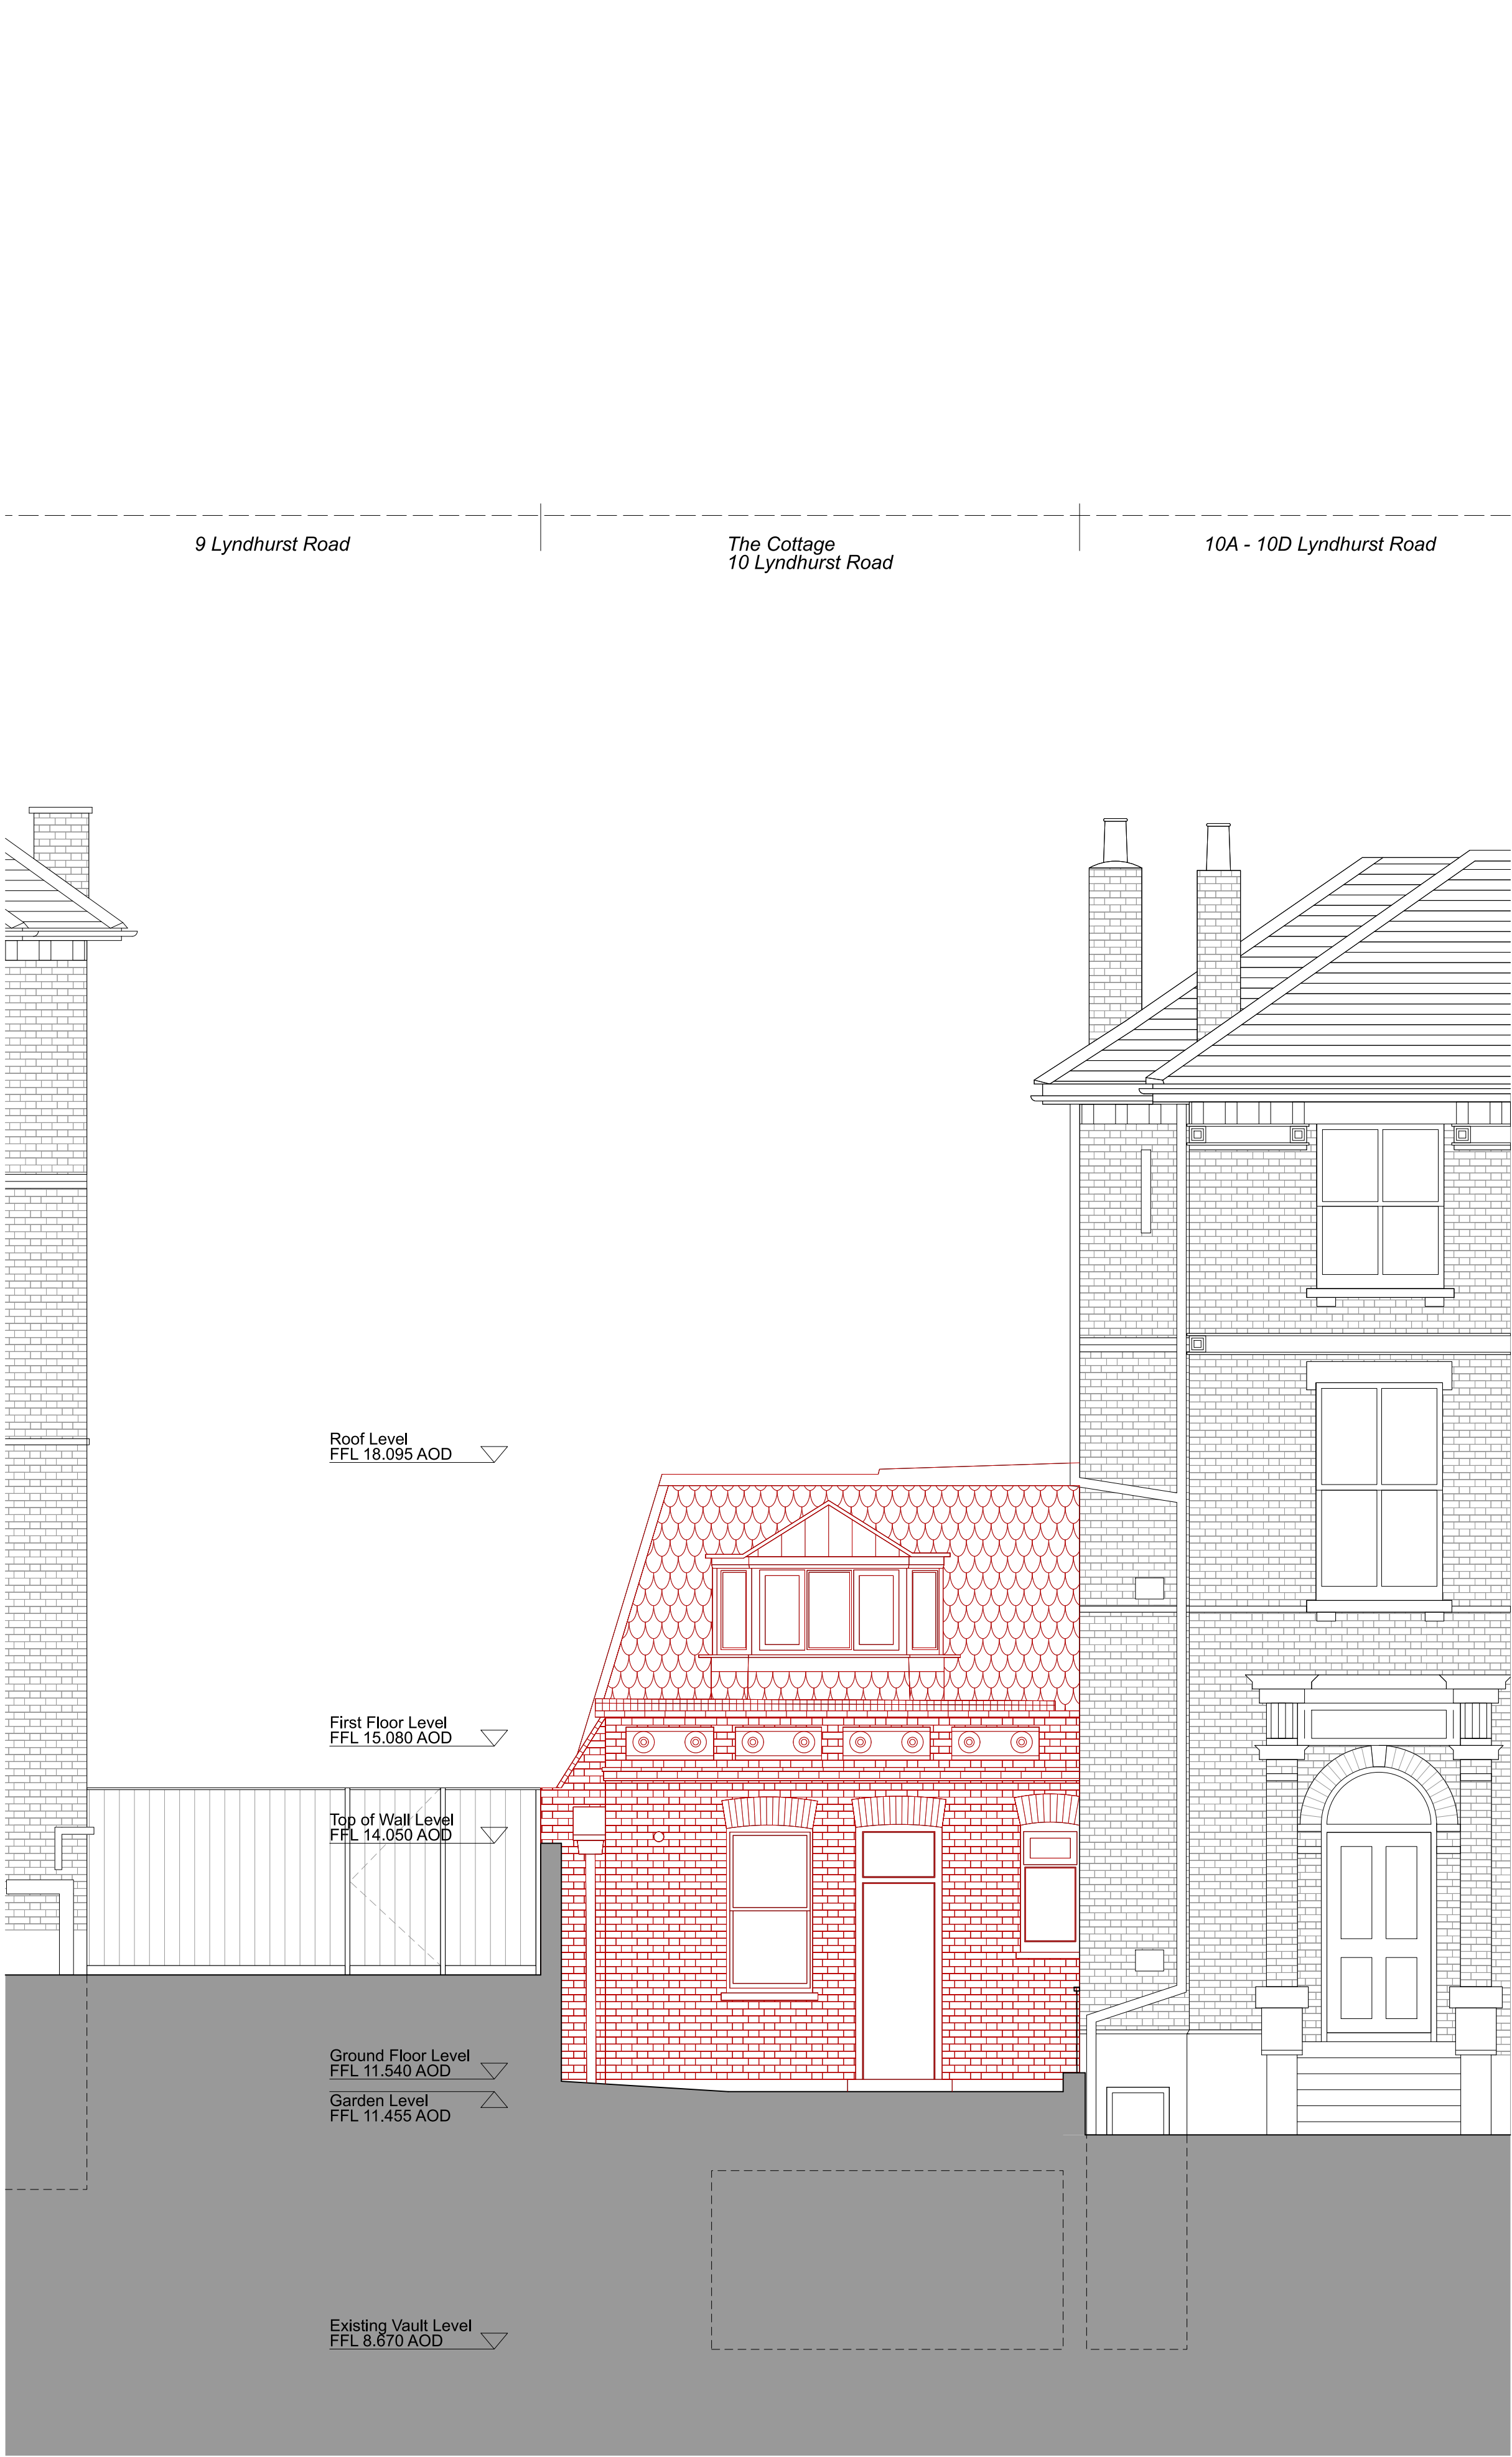 9 Lyndhurst Road
The Cottage
10 Lyndhurst Road
10A - 10D Lyndhurst Road
Roof Level
FFL 18.095 AOD
First Floor Level
FFL 15.080 AOD
Top of Wall Level
FFL 14.050 AOD
Ground Floor Level
FFL 11.540 AOD
Garden Level
FFL 11.455 AOD
Existing Vault Level
FFL 8.670 AOD